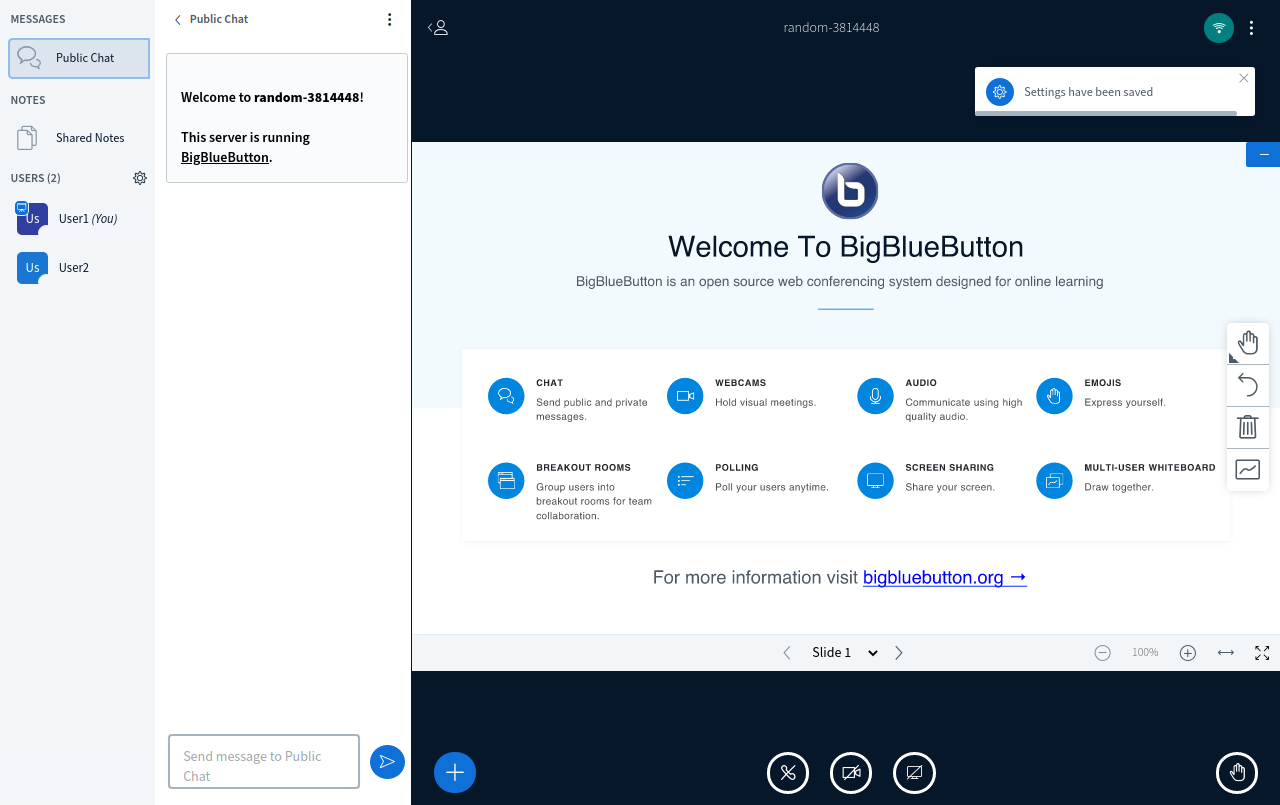 MESSAGES
Public Chat
NOTES
Shared Notes
USERS (2)
Us
User1 (You)
Us
User2
Public Chat
Welcome to random-3814448!
This server is running
BigBlueButton.
Send message to Public
Chat
random-3814448
Settings have been saved
Welcome To BigBlueButton
BigBlueButton is an open source web conferencing system designed for online learning
CHAT
Send public and private
messages.
WEBCAMS
Hold visual meetings.
AUDIO
Communicate using high
quality audio.
EMOJIS
Express yourself.
BREAKOUT ROOMS
Group users into
breakout rooms for team
collaboration.
POLLING
Poll your users anytime.
SCREEN SHARING
Share your screen.
MULTI-USER WHITEBOARD
Draw together.
For more information visit bigbluebutton.org →
Slide 1
100%